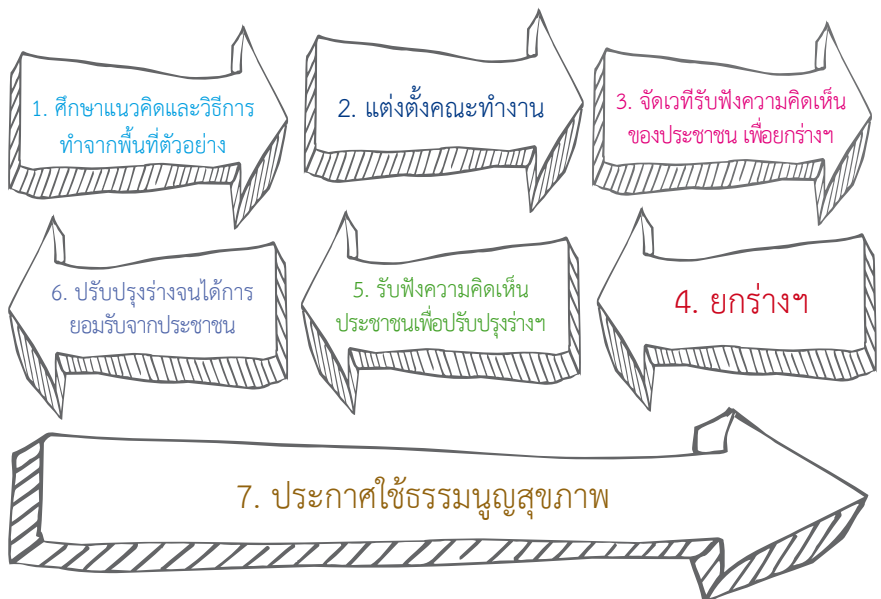 1. ศึกษาแนวคิดและวิธีการ
ทำจากพื้นที่ตัวอย่าง
2. แต่งตั้งคณะทำงาน
3. จัดเวทีรับฟังความคิดเห็น
ของประชาชน เพื่อยกร่างฯ
4. ยกร่างฯ
5. รับฟังความคิดเห็น
ประชาชนเพื่อปรับปรุงร่างฯ
6. ปรับปรุงร่างจนได้การ
ยอมรับจากประชาชน
7. ประกาศใช้ธรรมนูญสุขภาพ